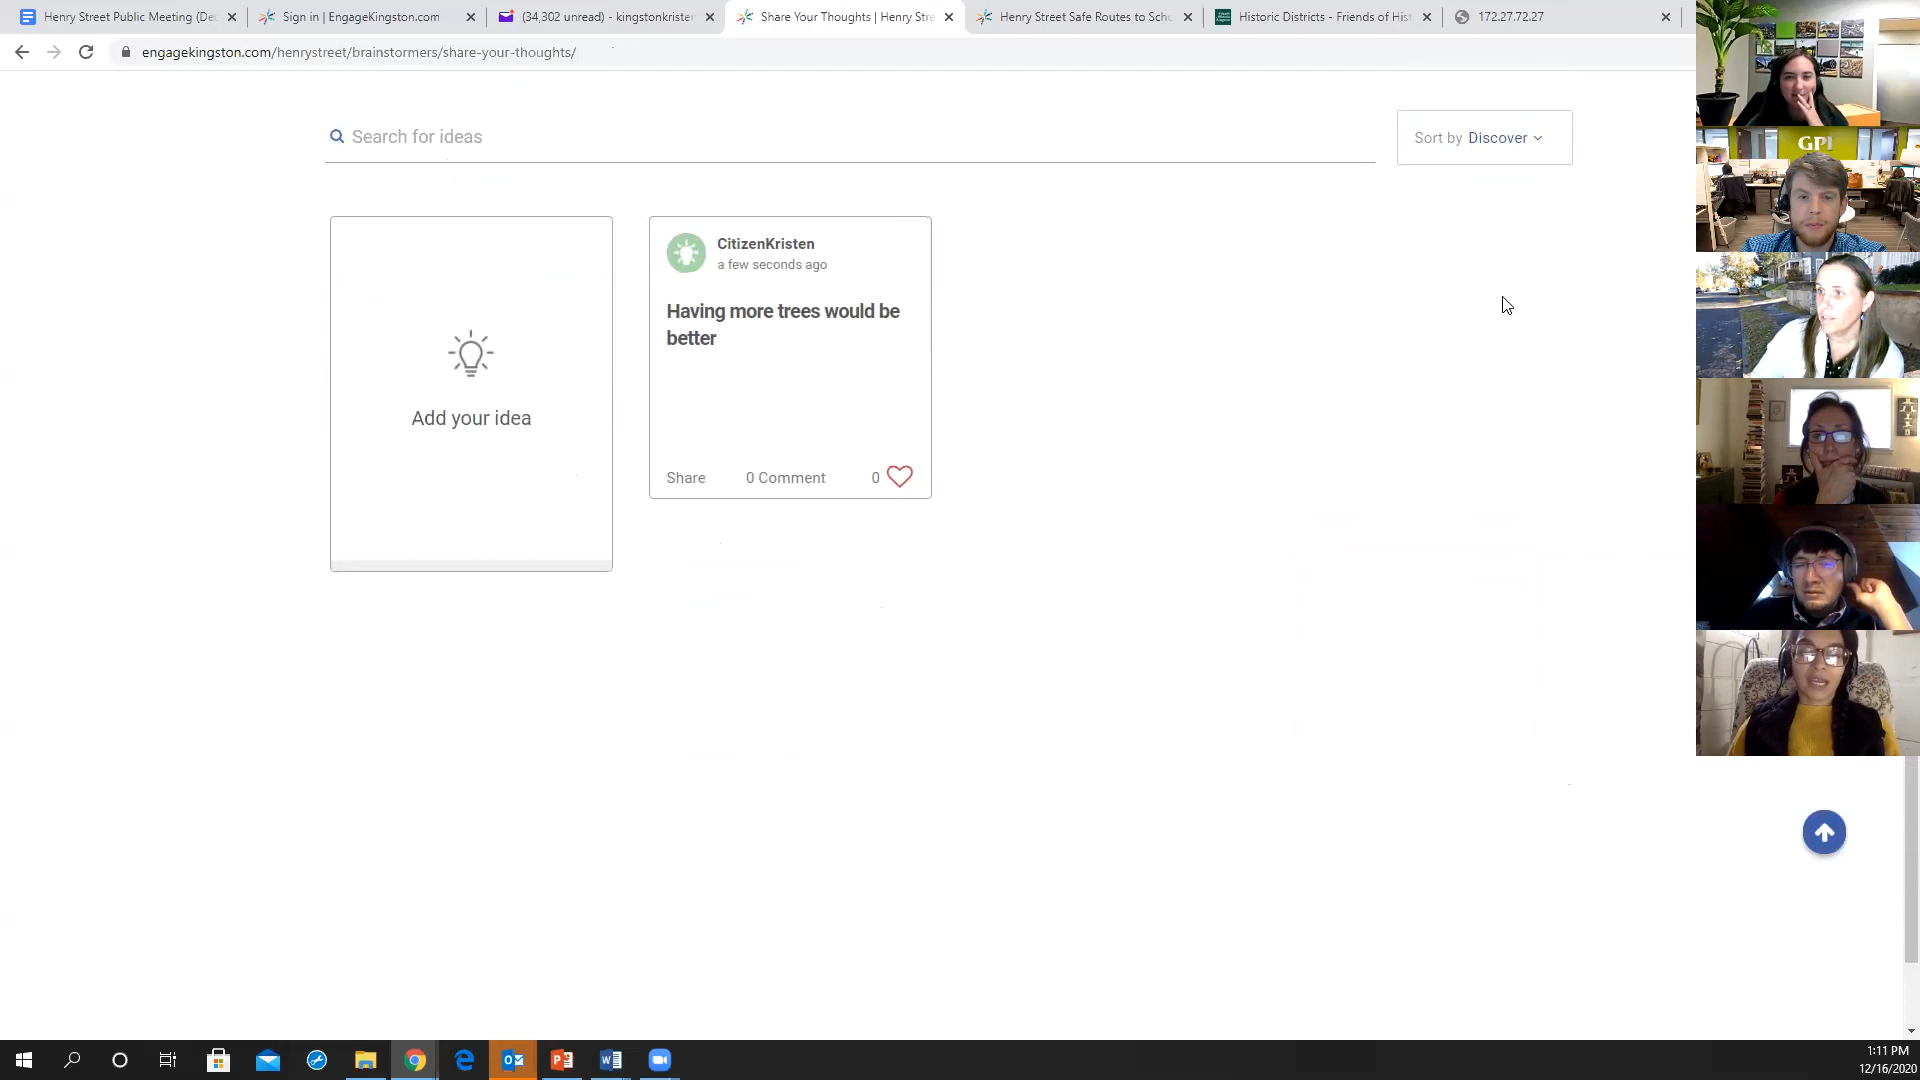 Henry Street Public Meeting (De
Sign in | EngageKingston.com
(34,302 unread) - kingstonkriste
Share Your Thoughts | Henry Stre
Henry Street Safe Routes to Scho
Historic Districts - Friends of Hist
172.27.72.27
engagekingston.com/henrystreet/brainstormers/share-your-thoughts/
GPI
Search for ideas
Sort by Discover
CitizenKristen
a few seconds ago
Having more trees would be
better
Add your idea
Share
0 Comment
0
1:11 PM
12/16/2020